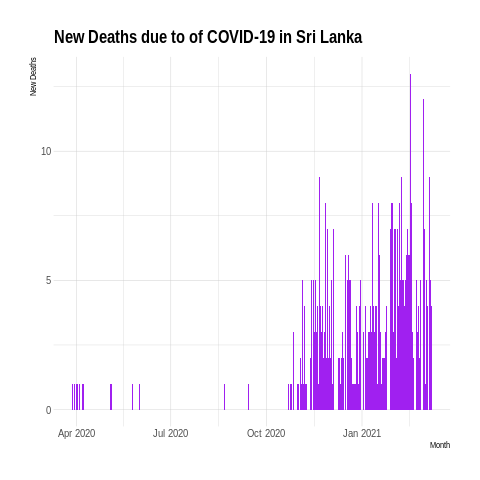 New Deaths due to of COVID-19 in Sri Lanka
New Deaths
10
5
0
Apr 2020 Jul 2020 Oct 2020 Jan 2021
Month